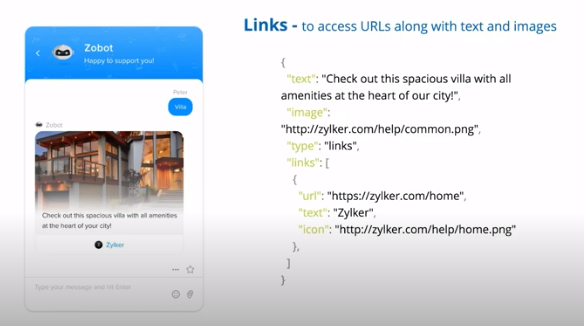 Links - to access URLs along with text and images
Zobot
Happy to support you!
Peter
Villa
Zobot
Check out this spacious villa with all amenities
at the heart of our city!
Zylker
Type your message and hit Enter
{
"text": "Check out this spacious villa with all
amenities at the heart of our city!",
"image":
"http://zylker.com/help/common.png",
"type": "links",
"links": [
{
"url": "https://zylker.com/home",
"text": "Zylker",
"icon": "http://zylker.com/help/home.png"
},
]
}